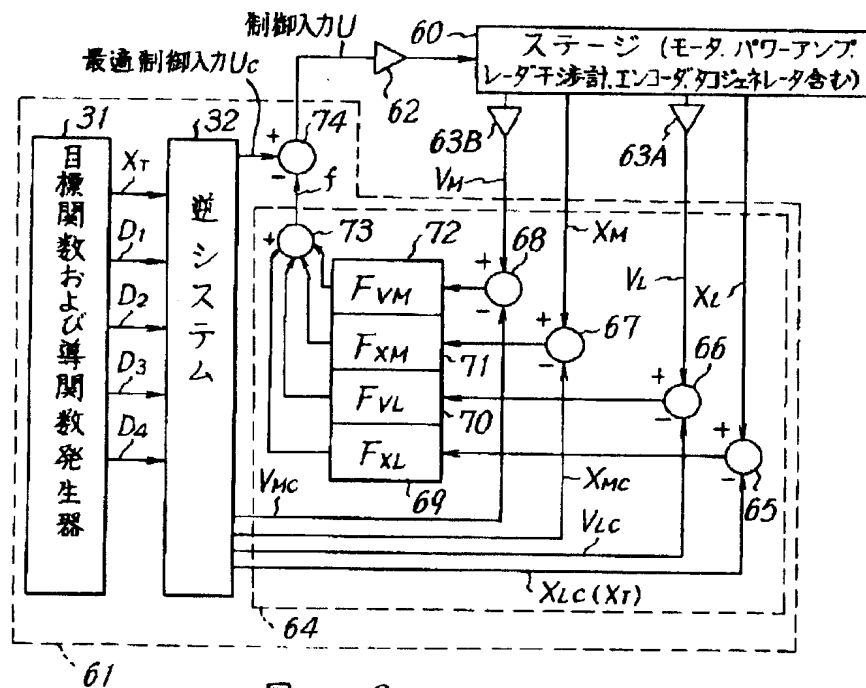 制御入力U
60
ステージ (モータ.パワーアンプ.
レーダ干渉計.エンコーダ.タコジェネレータ含む)
最適制御入力Uc
62
31
32
74
63B
63A
XT
D1
D2
D3
D4
目標関数および導関数発生器
逆システム
+
-
f
VM
XM
VL
XL
73
72
68
+
+
-
FVM
FXM
FVL
FXL
71
70
69
+
-
67
+
-
66
+
-
65
VMC
XMC
VLC
XLC(XT)
64
61